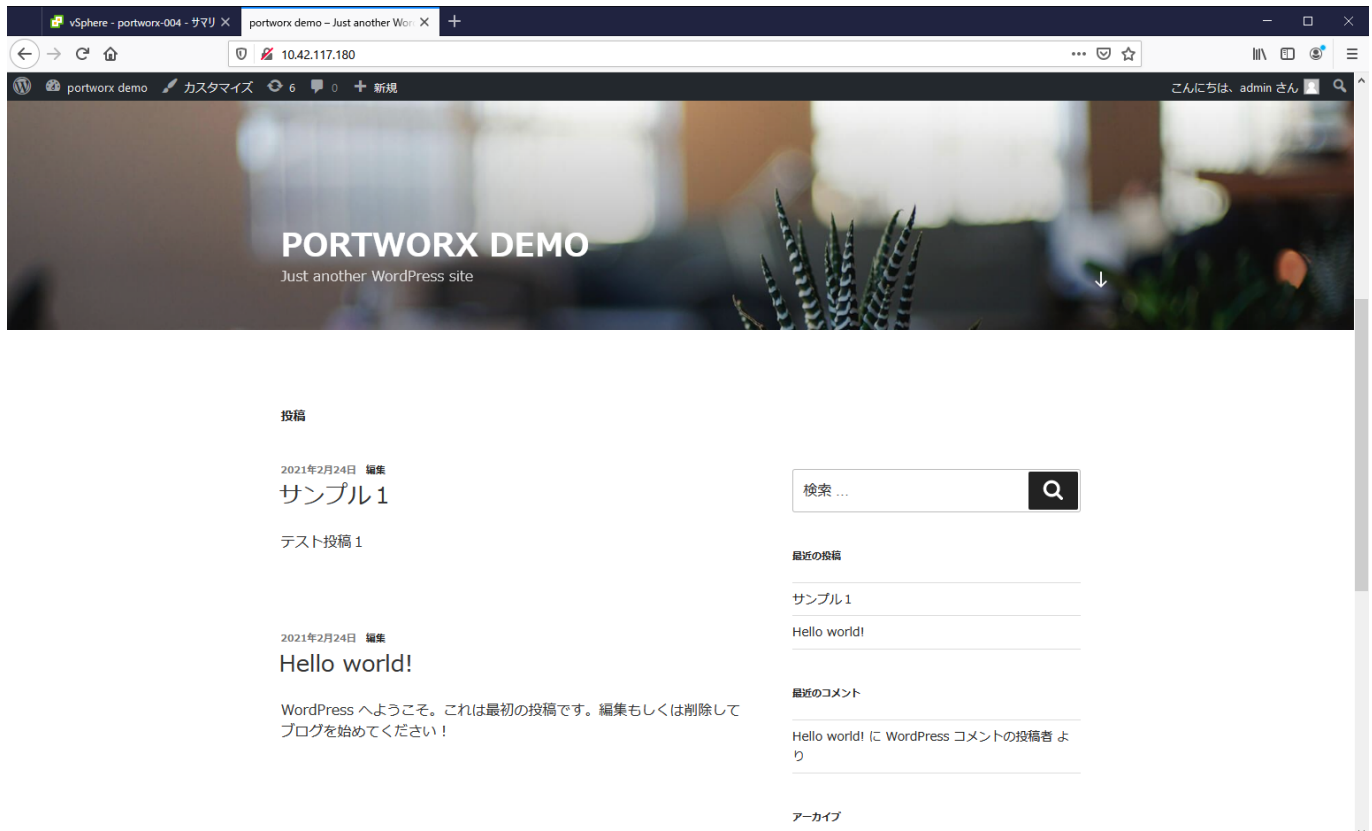 vSphere - portworx-004 - サマリ
portworx demo – Just another Wor
10.42.117.180
portworx demo カスタマイズ 6 0 新規 こんにちは、admin さん
PORTWORX DEMO
Just another WordPress site
投稿
2021年2月24日 編集
サンプル１
テスト投稿１
2021年2月24日 編集
Hello world!
WordPress へようこそ。これは最初の投稿です。編集もしくは削除して
ブログを始めてください！
検索 …
最近の投稿
サンプル１
Hello world!
最近のコメント
Hello world! に WordPress コメントの投稿者 よ
り
アーカイブ